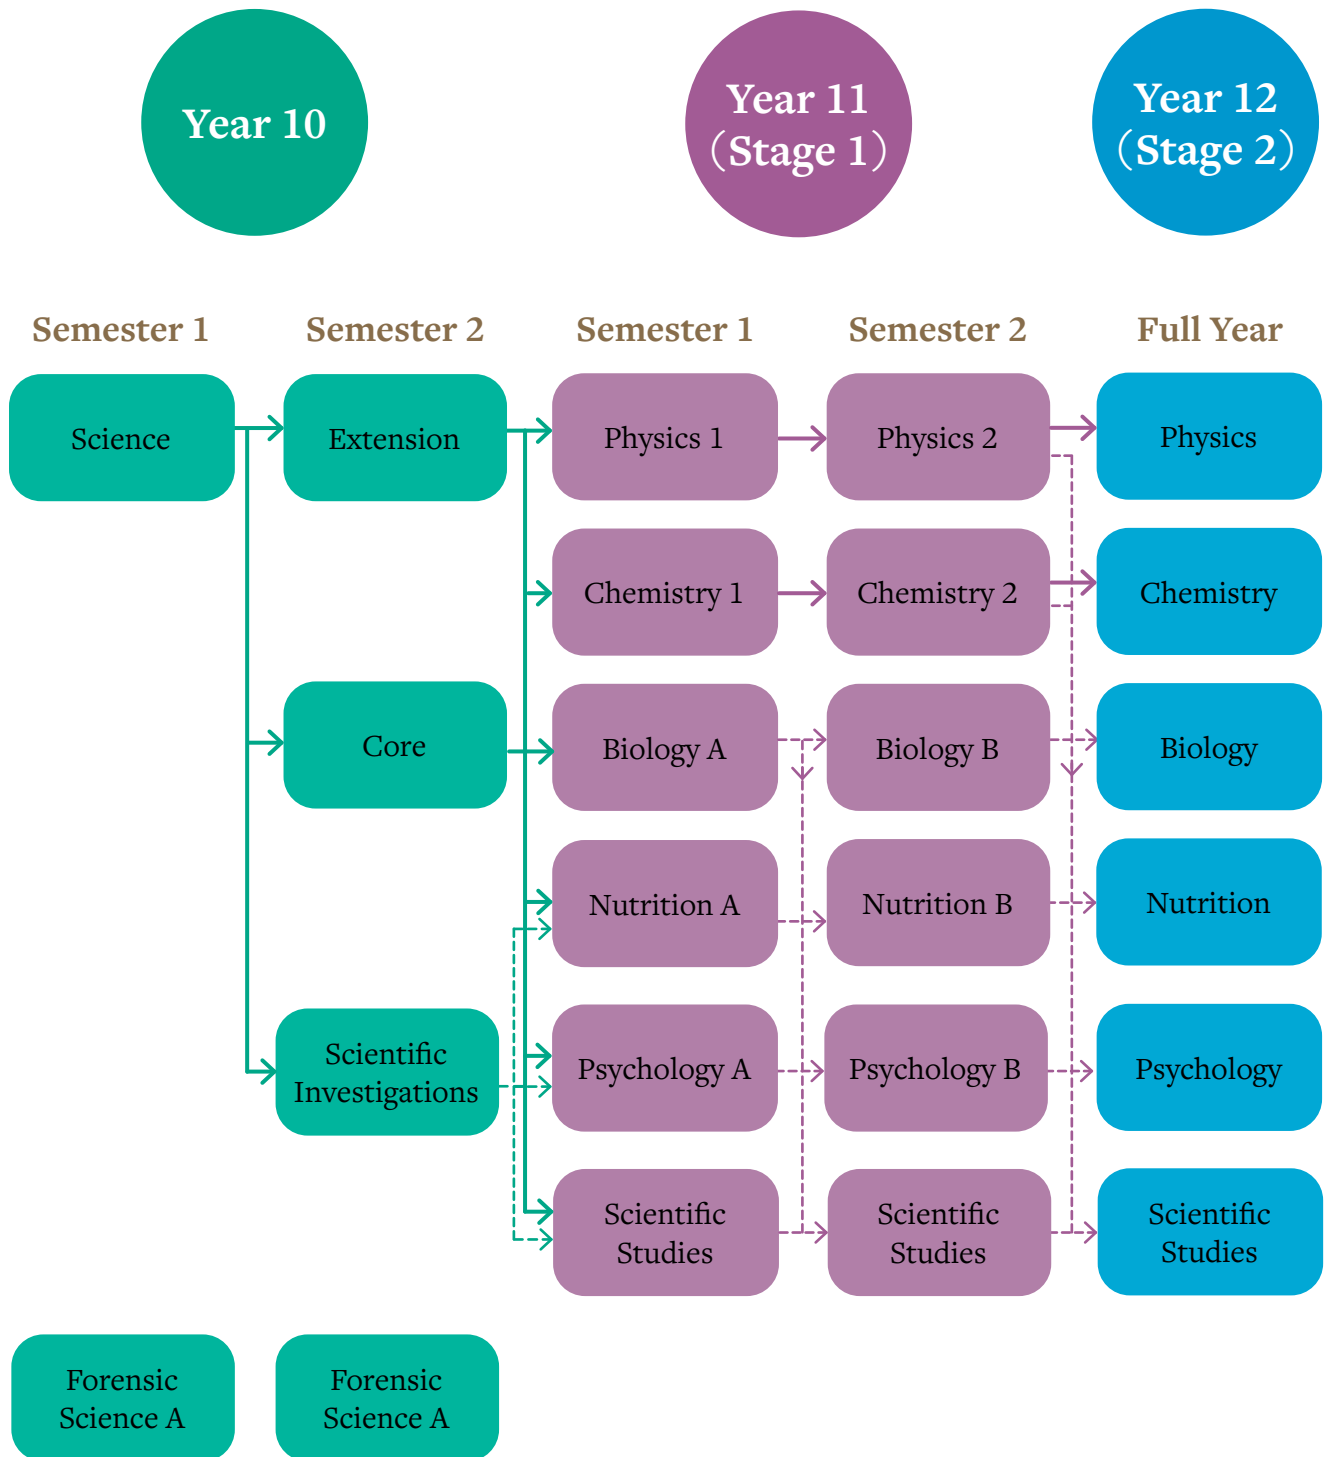 Year 10
Year 11
(Stage 1)
Year 12
(Stage 2)
Semester 1
Semester 2
Semester 1
Semester 2
Full Year
Science
Extension
Physics 1
Physics 2
Physics
Chemistry 1
Chemistry 2
Chemistry
Core
Biology A
Biology B
Biology
Nutrition A
Nutrition B
Nutrition
Scientific
Investigations
Psychology A
Psychology B
Psychology
Scientific
Studies
Scientific
Studies
Scientific
Studies
Forensic
Science A
Forensic
Science A